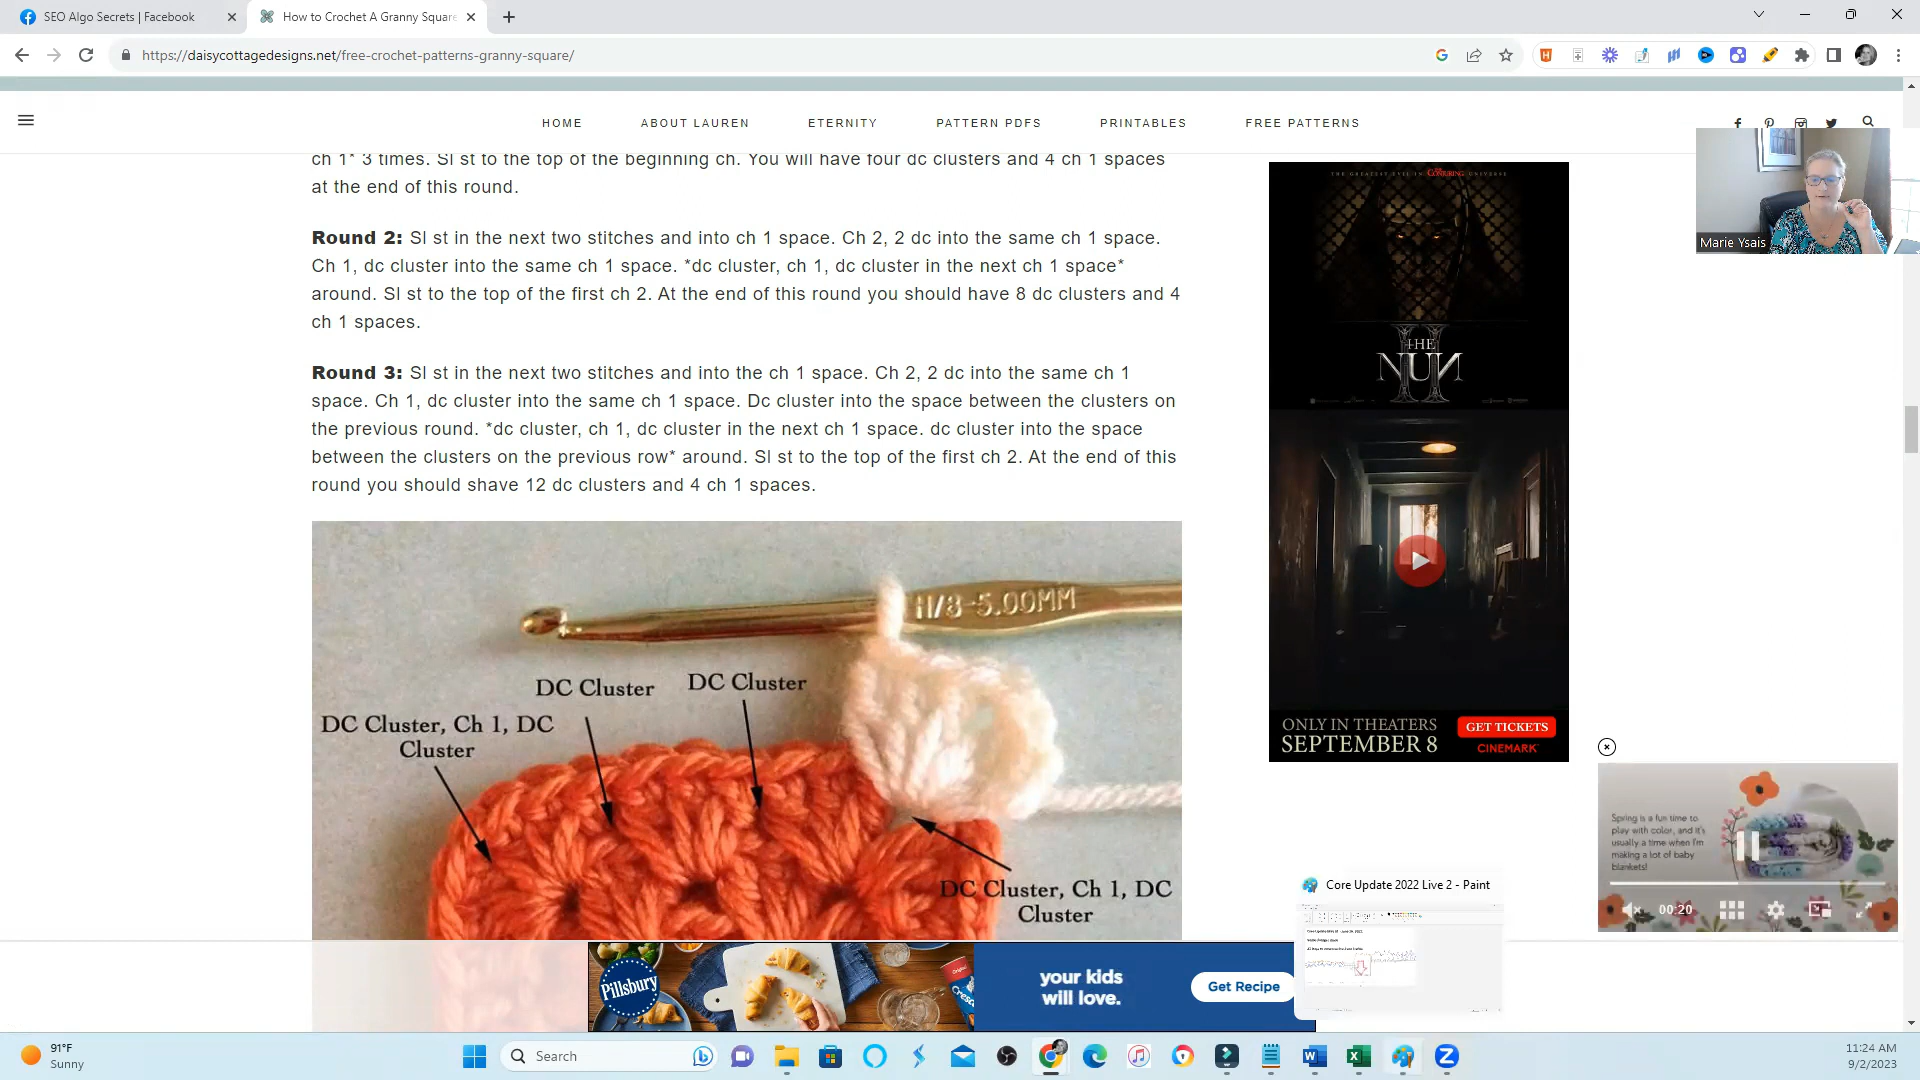 SEO Algo Secrets | Facebook
How to Crochet A Granny Square
https://daisycottagedesigns.net/free-crochet-patterns-granny-square/
HOME
ABOUT LAUREN
ETERNITY
PATTERN PDFS
PRINTABLES
FREE PATTERNS
ch 1* 3 times. Sl st to the top of the beginning ch. You will have four dc clusters and 4 ch 1 spaces
at the end of this round.
Round 2: Sl st in the next two stitches and into ch 1 space. Ch 2, 2 dc into the same ch 1 space.
Ch 1, dc cluster into the same ch 1 space. *dc cluster, ch 1, dc cluster in the next ch 1 space*
around. Sl st to the top of the first ch 2. At the end of this round you should have 8 dc clusters and 4
ch 1 spaces.
Round 3: Sl st in the next two stitches and into the ch 1 space. Ch 2, 2 dc into the same ch 1
space. Ch 1, dc cluster into the same ch 1 space. Dc cluster into the space between the clusters on
the previous round. *dc cluster, ch 1, dc cluster in the next ch 1 space. dc cluster into the space
between the clusters on the previous row* around. Sl st to the top of the first ch 2. At the end of this
round you should shave 12 dc clusters and 4 ch 1 spaces.
H/8-5.00MM
DC Cluster
DC Cluster
DC Cluster, Ch 1, DC
Cluster
DC Cluster, Ch 1, DC
Cluster
THE GREATEST EVIL IN THE CONJURING UNIVERSE
THE
NUN
II
ONLY IN THEATERS
SEPTEMBER 8
GET TICKETS
CINEMARK
Marie Ysais
Spring is a fun time to
play with color, and it's
usually a time when I'm
making a lot of baby
blankets!
00:20
Core Update 2022 Live 2 - Paint
Pillsbury
your kids
will love.
Get Recipe
91°F
Sunny
Search
11:24 AM
9/2/2023